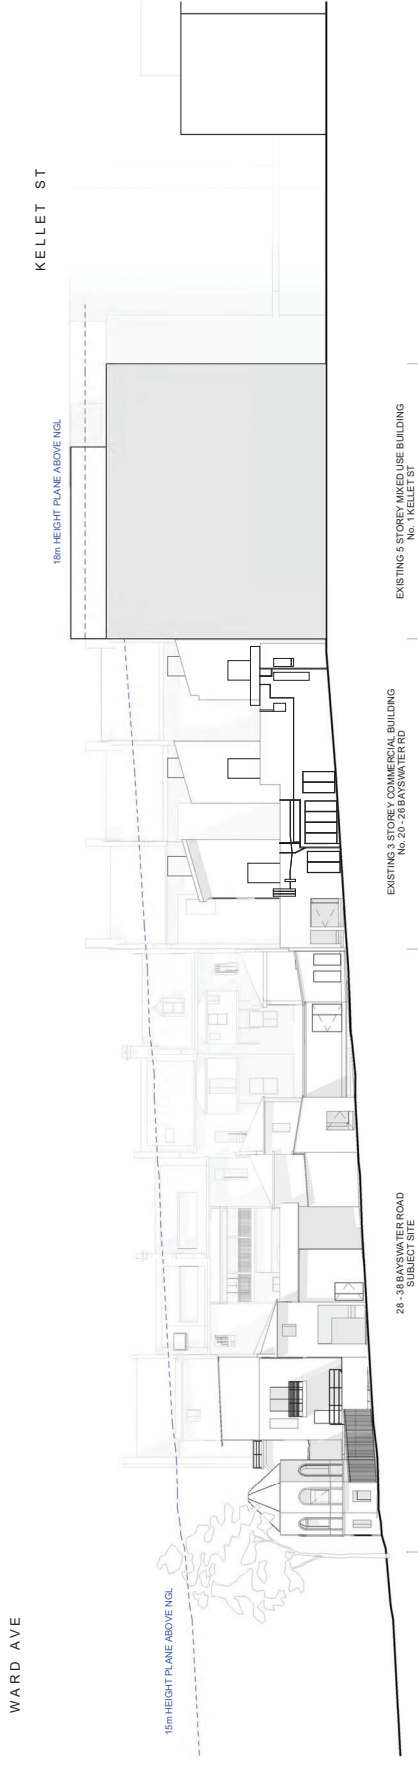 WARD AVE
KELLET ST
15m HEIGHT PLANE ABOVE NGL
18m HEIGHT PLANE ABOVE NGL
28 - 38 BAYSWATER ROAD
SUBJECT SITE
EXISTING 3 STOREY COMMERCIAL BUILDING
No. 20 - 26 BAYSWATER RD
EXISTING 5 STOREY MIXED USE BUILDING
No. 1 KELLET ST